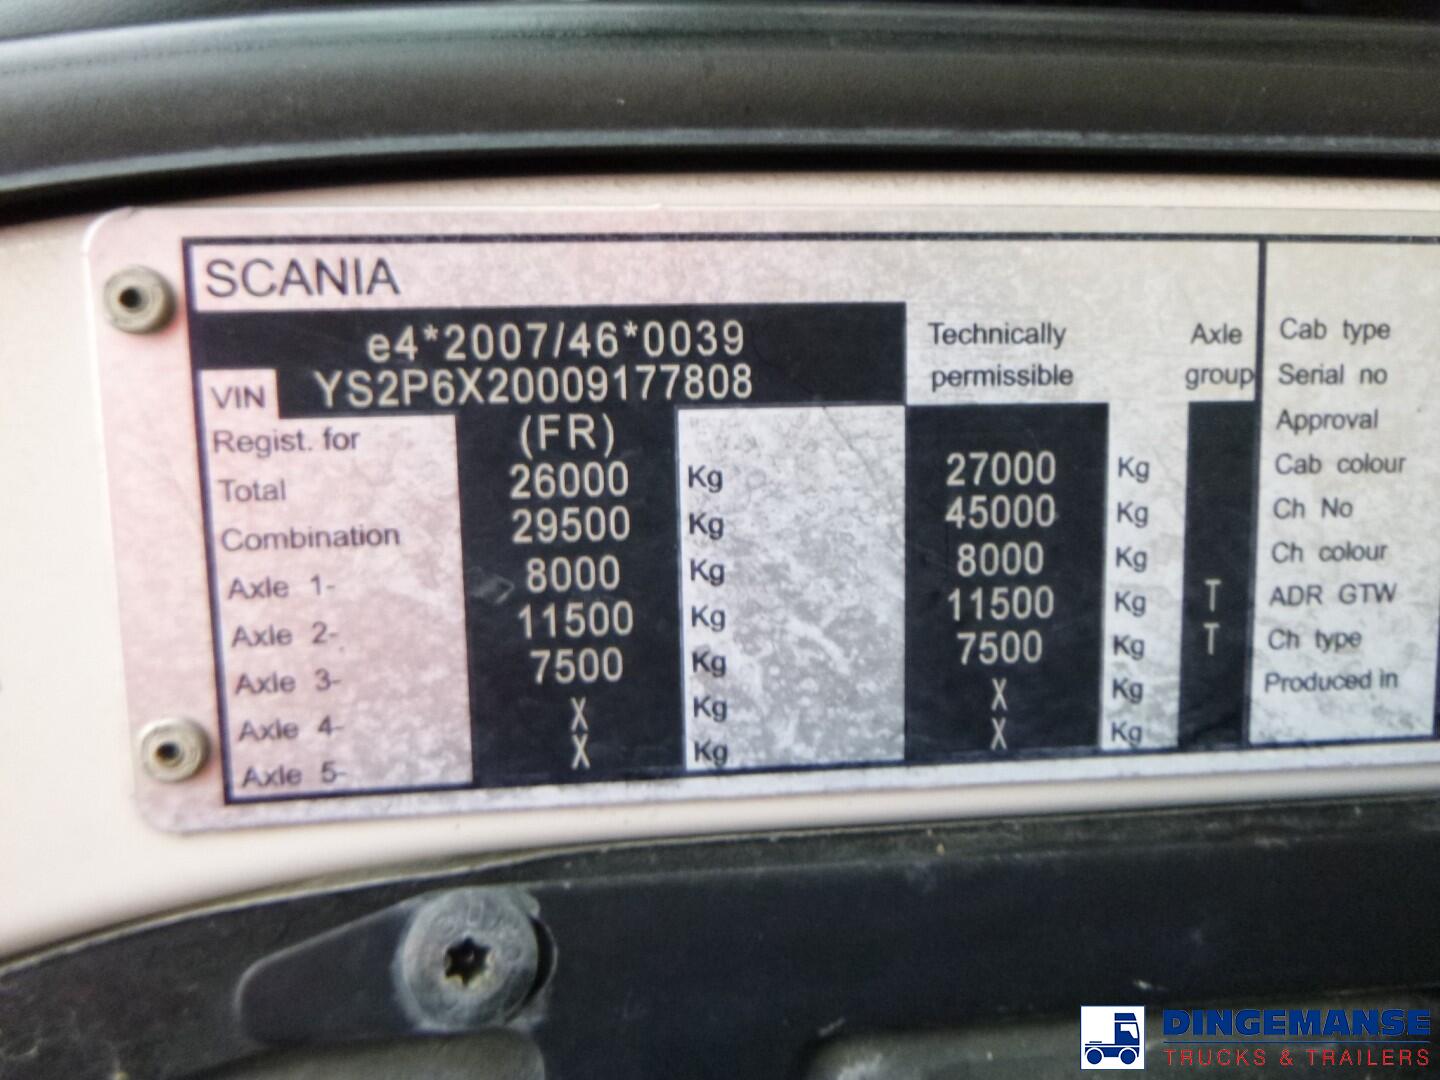 SCANIA
e4*2007/46*0039
VIN YS2P6X20009177808
Technically permissible
Axle group
Regist. for (FR)
Total 26000 Kg 27000 Kg
Combination 29500 Kg 45000 Kg
Axle 1- 8000 Kg 8000 Kg
Axle 2- 11500 Kg 11500 Kg T
Axle 3- 7500 Kg 7500 Kg T
Axle 4- X Kg X Kg
Axle 5- X Kg X Kg
Cab type
Serial no
Approval
Cab colour
Ch No
Ch colour
ADR GTW
Ch type
Produced in
DINGEMANSE
TRUCKS & TRAILERS